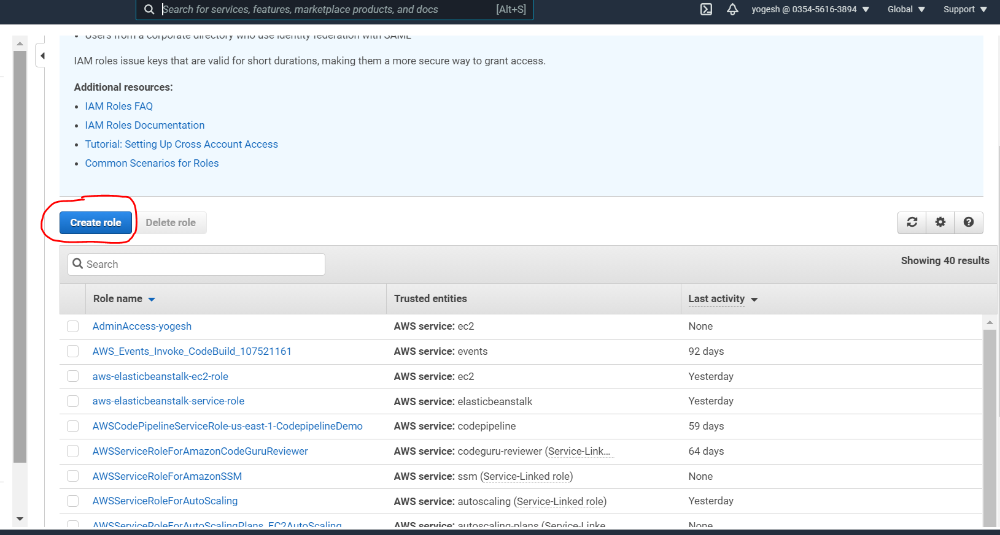 Search for services, features, marketplace products, and docs [Alt+S] yogesh @ 0354-5616-3894 Global Support
Users from a corporate directory who use identity federation with SAML
IAM roles issue keys that are valid for short durations, making them a more secure way to grant access.
Additional resources:
IAM Roles FAQ
IAM Roles Documentation
Tutorial: Setting Up Cross Account Access
Common Scenarios for Roles
Create role Delete role
Search Showing 40 results
Role name Trusted entities Last activity
AdminAccess-yogesh AWS service: ec2 None
AWS_Events_Invoke_CodeBuild_107521161 AWS service: events 92 days
aws-elasticbeanstalk-ec2-role AWS service: ec2 Yesterday
aws-elasticbeanstalk-service-role AWS service: elasticbeanstalk Yesterday
AWSCodePipelineServiceRole-us-east-1-CodepipelineDemo AWS service: codepipeline 59 days
AWSServiceRoleForAmazonCodeGuruReviewer AWS service: codeguru-reviewer (Service-Link... 64 days
AWSServiceRoleForAmazonSSM AWS service: ssm (Service-Linked role) None
AWSServiceRoleForAutoScaling AWS service: autoscaling (Service-Linked role) Yesterday
AWSServiceRoleForAutoScalingPlans_EC2AutoScaling AWS service: autoscaling-plans (Service-Linke None